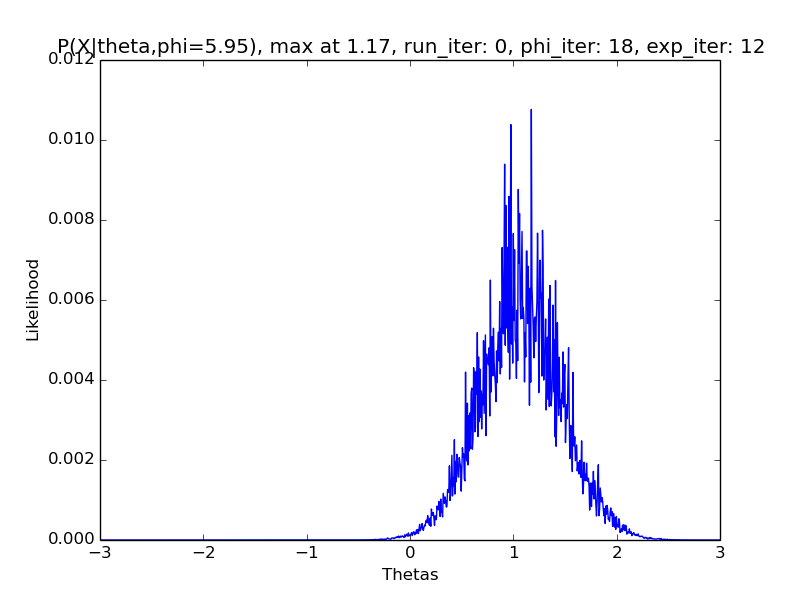 P(X|theta,phi=5.95), max at 1.17, run_iter: 0, phi_iter: 18, exp_iter: 12
0.012
0.010
0.008
0.006
0.004
0.002
0.000
Likelihood
−3 −2 −1 0 1 2 3
Thetas